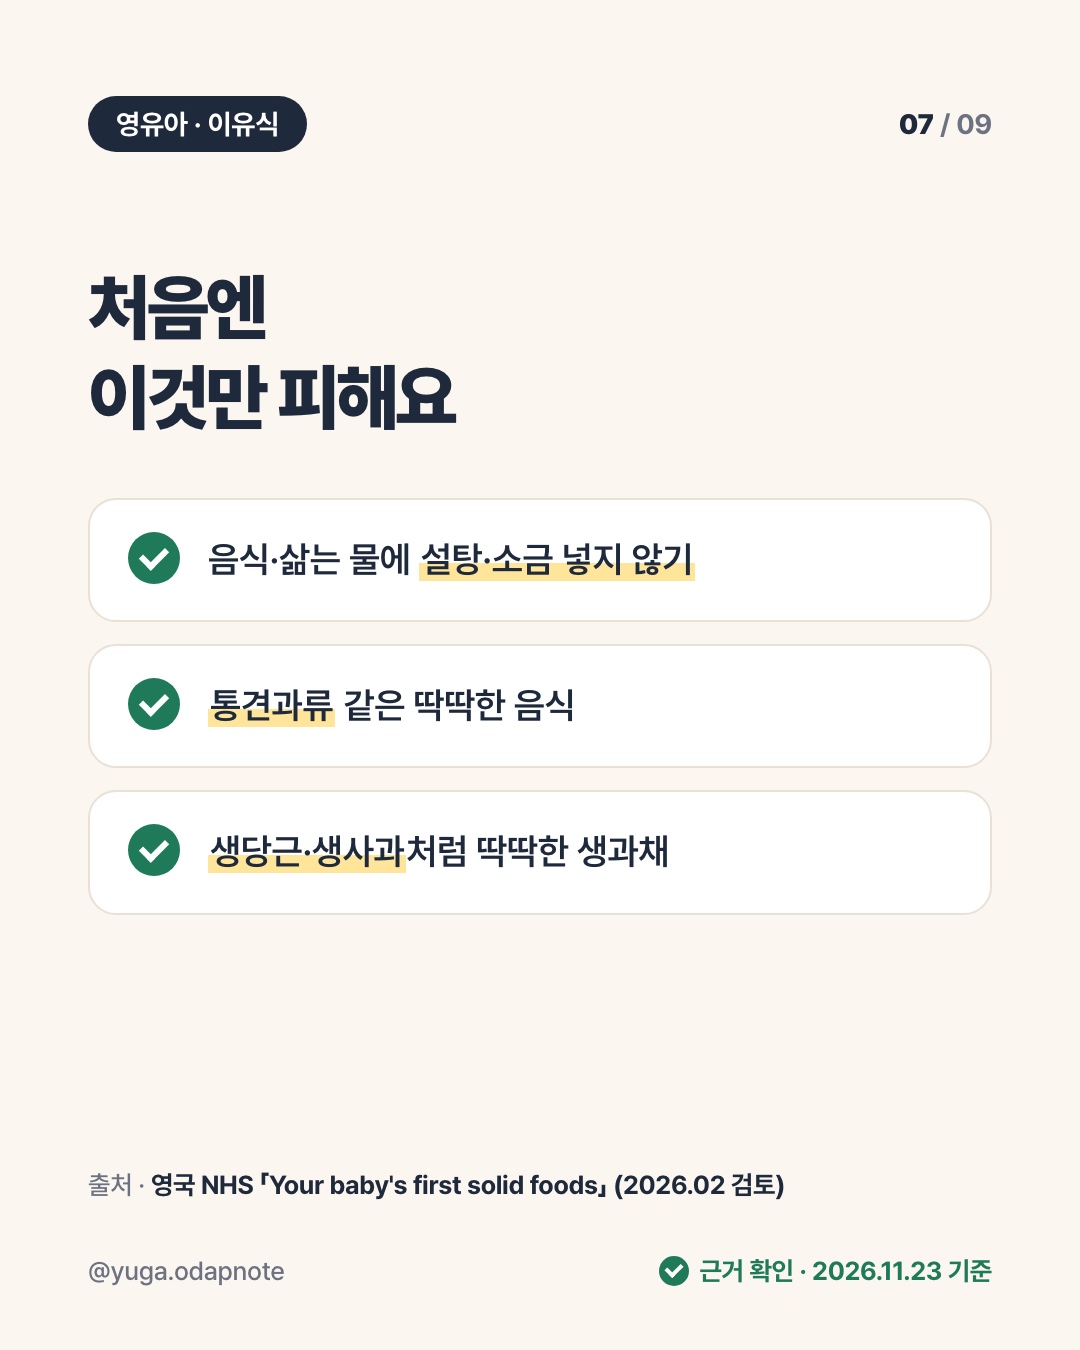 영유아 · 이유식
07 / 09
처음엔
이것만 피해요
음식·삶는 물에 설탕·소금 넣지 않기
통견과류 같은 딱딱한 음식
생당근·생사과처럼 딱딱한 생과채
출처 · 영국 NHS「Your baby's first solid foods」(2026.02 검토)
@yuga.odapnote
근거 확인 · 2026.11.23 기준